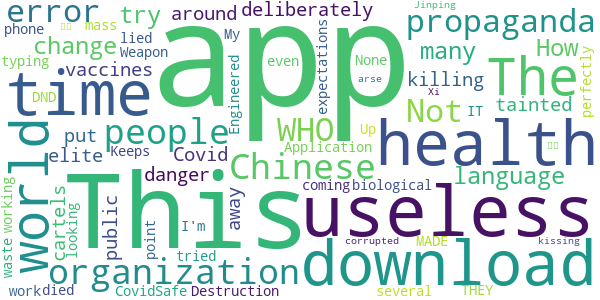 Jinping
error
phone
mass
typing
DND
lied
Weapon
try
around
deliberately
change
vaccines
time
app
My
even
None
arse
Engineered
expectations
propaganda
many
How
The
killing
perfectly
Xi
IT
tainted
Not
Up
put
people
WHO
Application
elite
Keeps
Covid
Chinese
health
world
This
danger
away
coming
biological
language
useless
working
waste
cartels
looking
public
point
I'm
tried
corrupted
MADE
kissing
organization
download
work
died
CovidSafe
Destruction
several
THEY